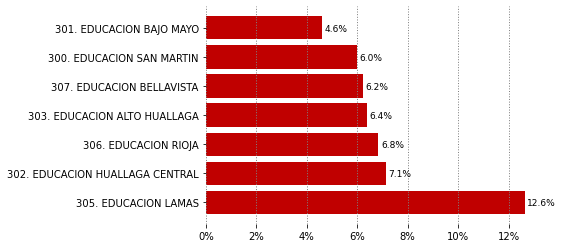 301. EDUCACION BAJO MAYO 4.6%
300. EDUCACION SAN MARTIN 6.0%
307. EDUCACION BELLAVISTA 6.2%
303. EDUCACION ALTO HUALLAGA 6.4%
306. EDUCACION RIOJA 6.8%
302. EDUCACION HUALLAGA CENTRAL 7.1%
305. EDUCACION LAMAS 12.6%
0% 2% 4% 6% 8% 10% 12%